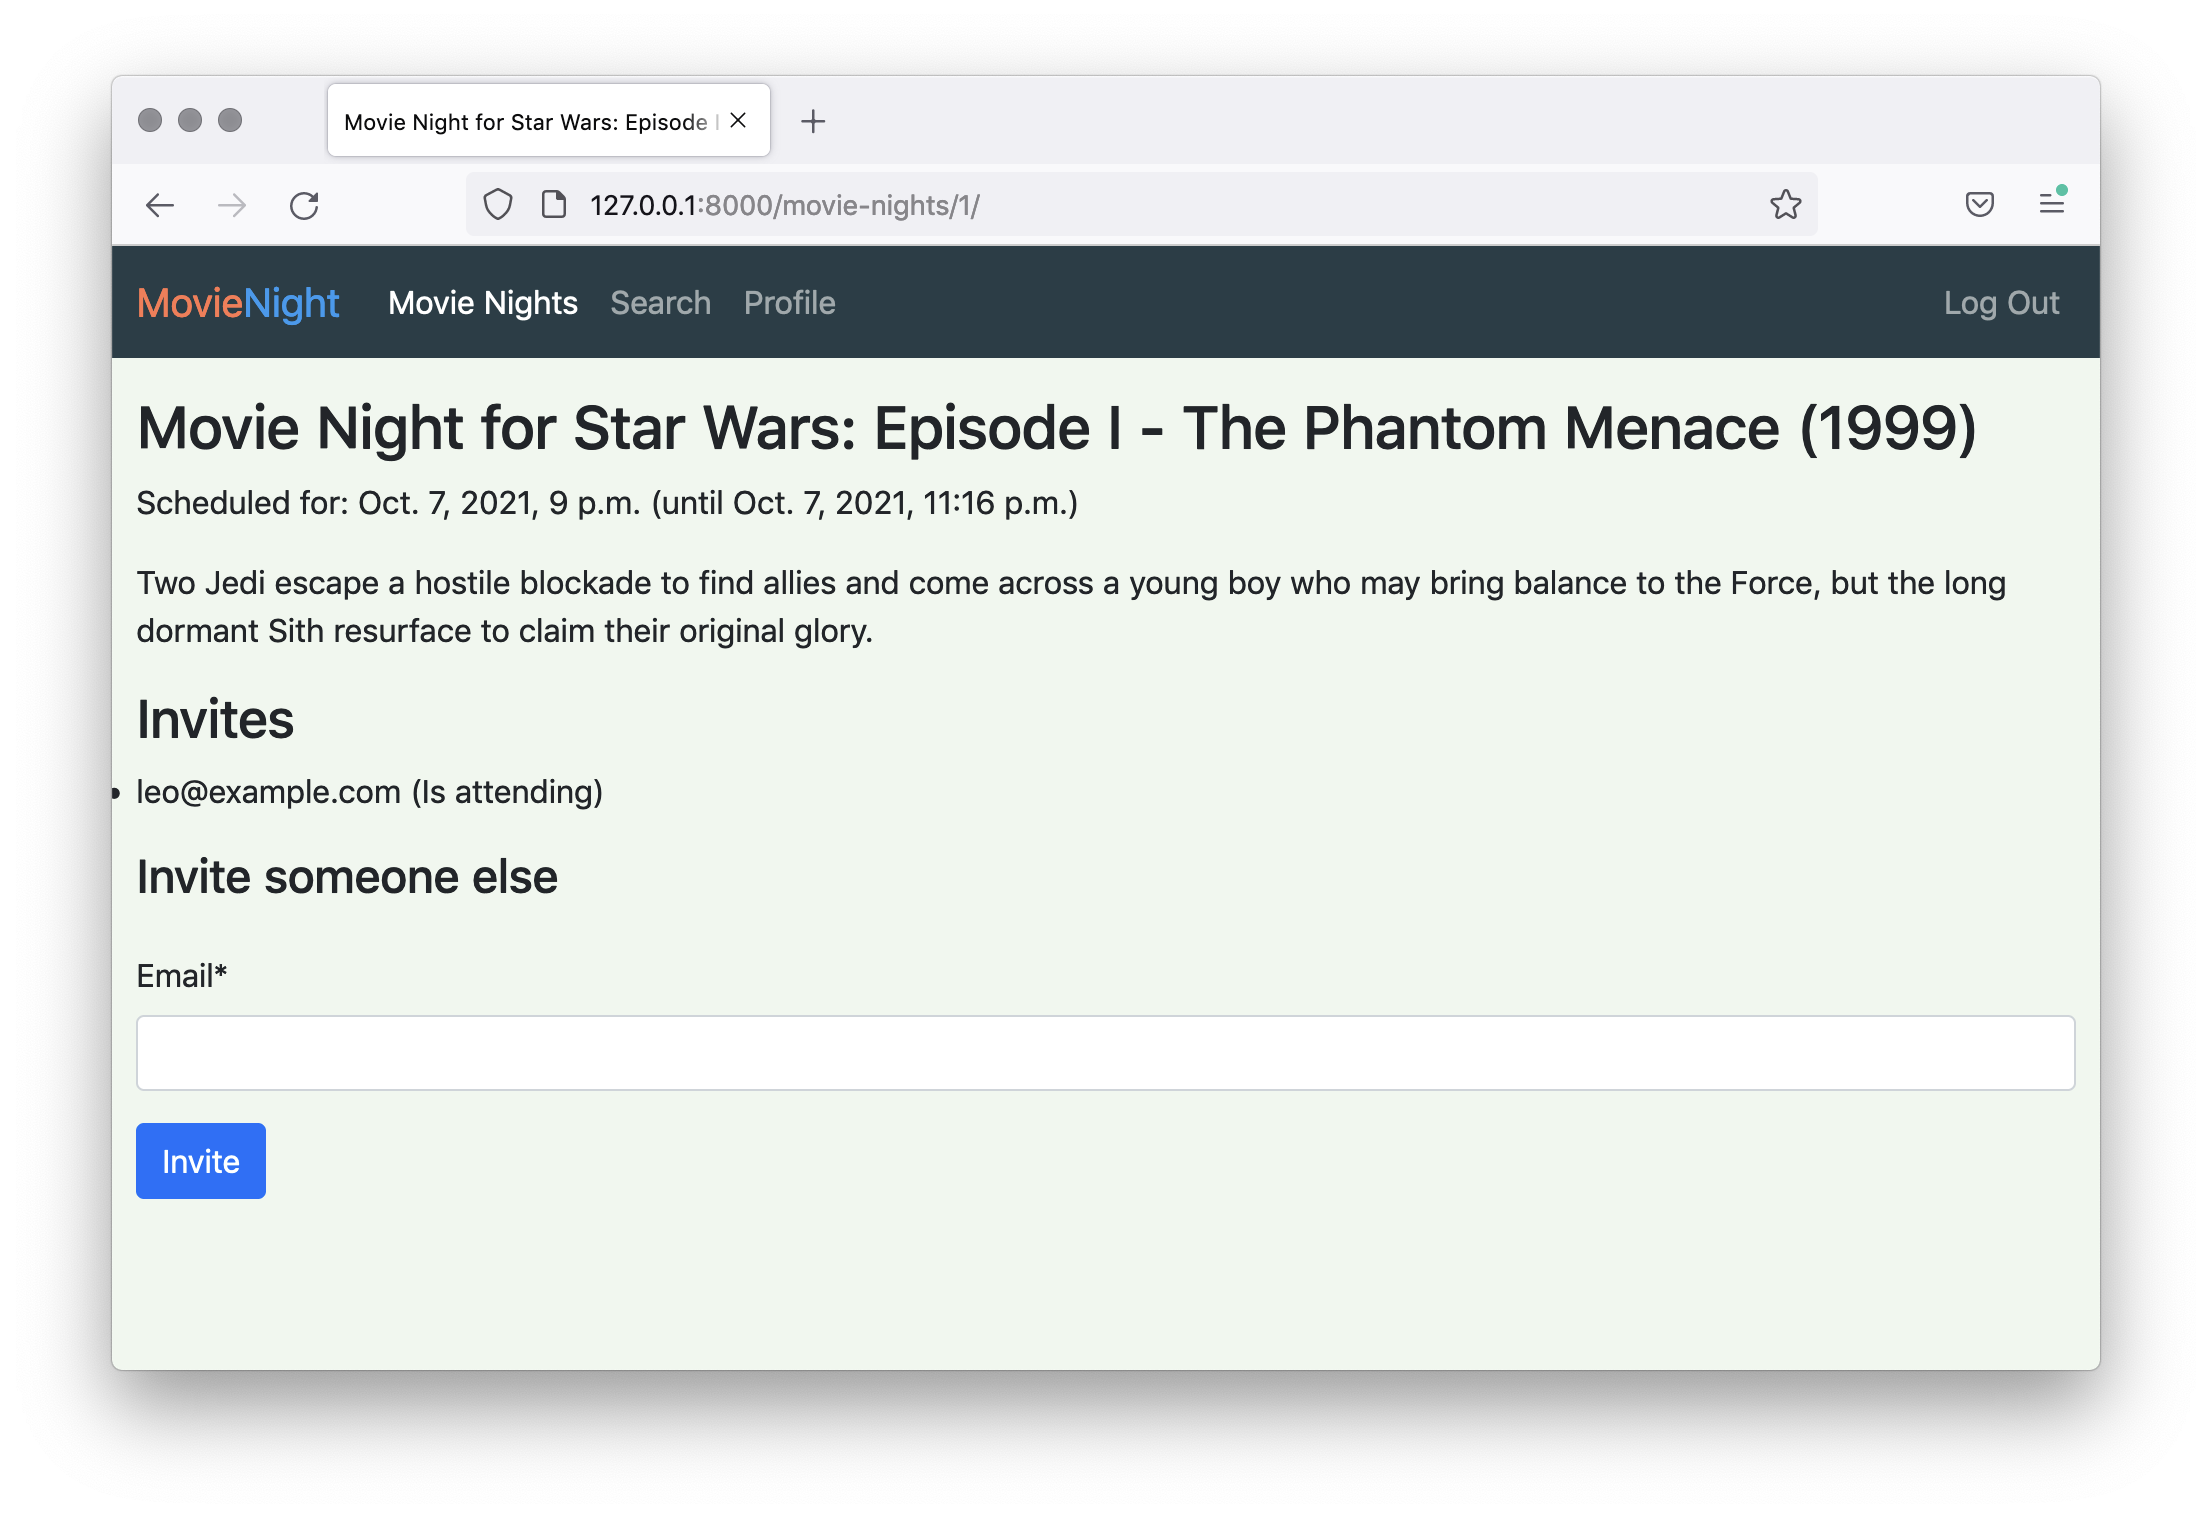 Movie Night for Star Wars: Episode I
127.0.0.1:8000/movie-nights/1/
MovieNight Movie Nights Search Profile Log Out
Movie Night for Star Wars: Episode I - The Phantom Menace (1999)
Scheduled for: Oct. 7, 2021, 9 p.m. (until Oct. 7, 2021, 11:16 p.m.)
Two Jedi escape a hostile blockade to find allies and come across a young boy who may bring balance to the Force, but the long
dormant Sith resurface to claim their original glory.
Invites
• leo@example.com (Is attending)
Invite someone else
Email*
Invite